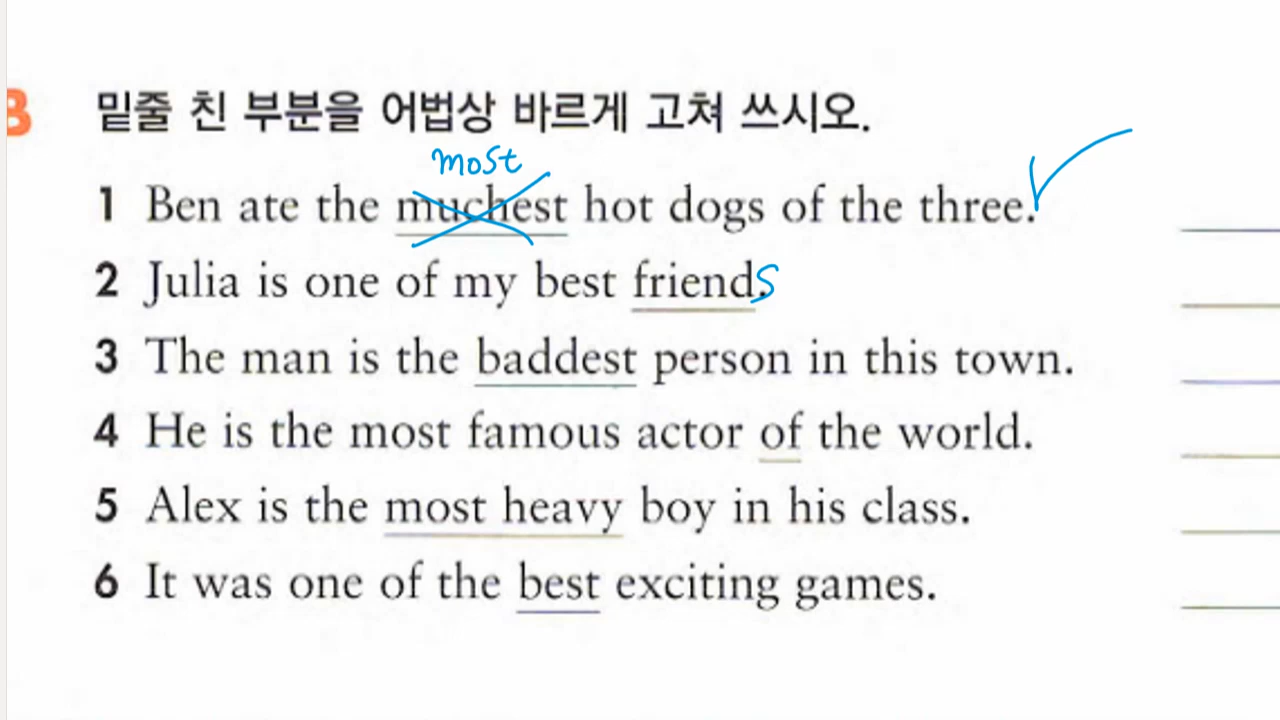 B 밑줄 친 부분을 어법상 바르게 고쳐 쓰시오.
most
1 Ben ate the muchest hot dogs of the three.
2 Julia is one of my best friends.
3 The man is the baddest person in this town.
4 He is the most famous actor of the world.
5 Alex is the most heavy boy in his class.
6 It was one of the best exciting games.